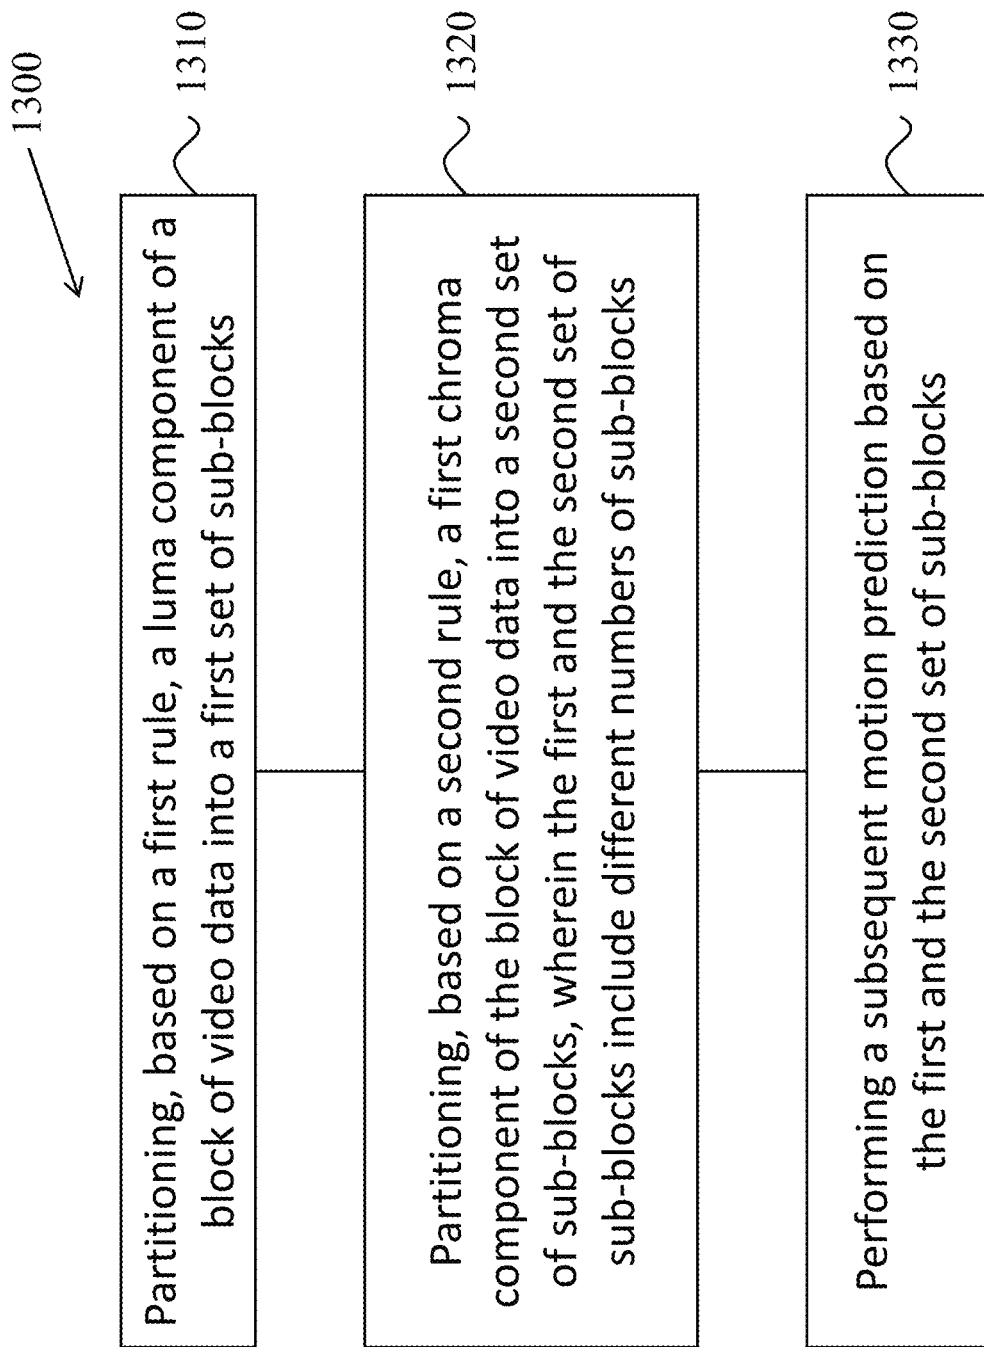 1300
Partitioning, based on a first rule, a luma component of a
block of video data into a first set of sub-blocks
1310
Partitioning, based on a second rule, a first chroma
component of the block of video data into a second set
of sub-blocks, wherein the first and the second set of
sub-blocks include different numbers of sub-blocks
1320
Performing a subsequent motion prediction based on
the first and the second set of sub-blocks
1330